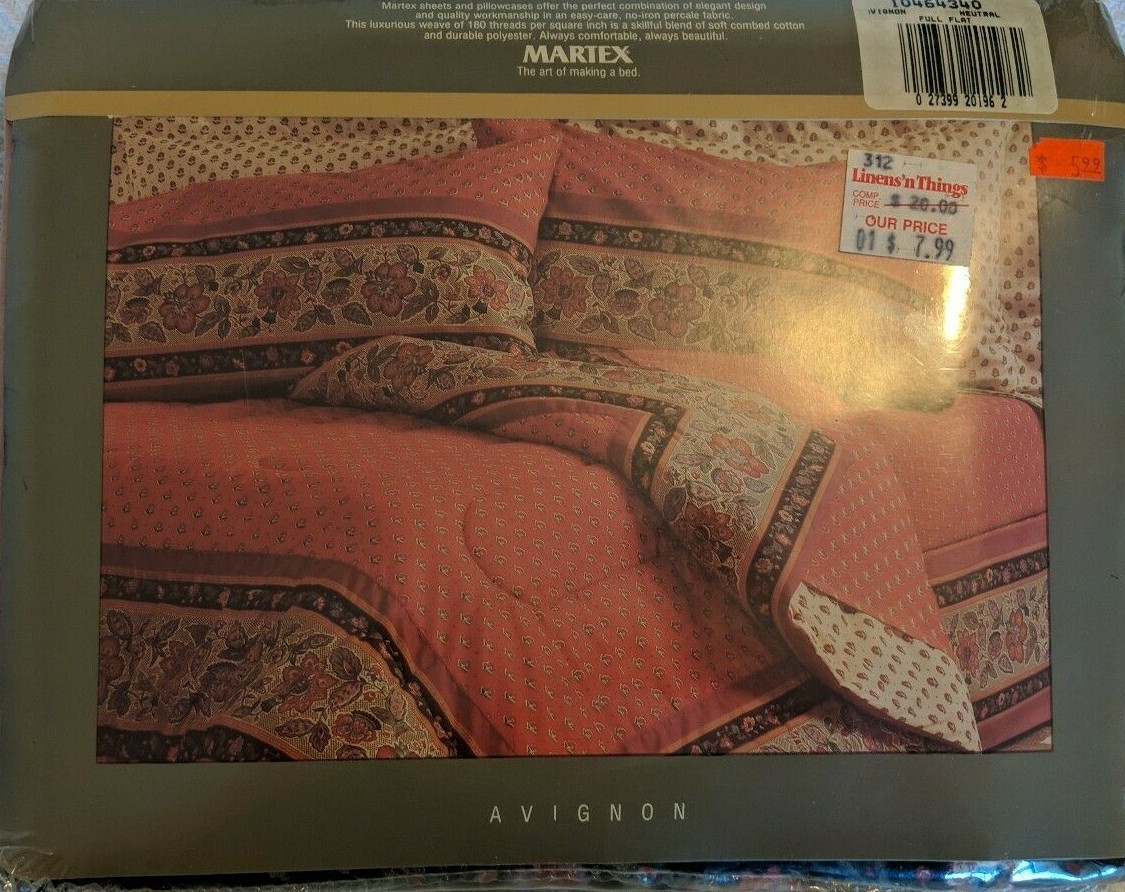 Martex sheets and pillowcases offer the perfect combination of elegant design
and quality workmanship in an easy-care, no-iron percale fabric.
This luxurious weave of 180 threads per square inch is a skillful blend of soft combed cotton
and durable polyester. Always comfortable, always beautiful.
MARTEX
The art of making a bed.
10464340
AVIGNON NEUTRAL
FULL FLAT
0 27399 20196 2
$ 5.99
312
Linens'n Things
COMP. PRICE $ 20.00
OUR PRICE
01 $ 7.99
AVIGNON